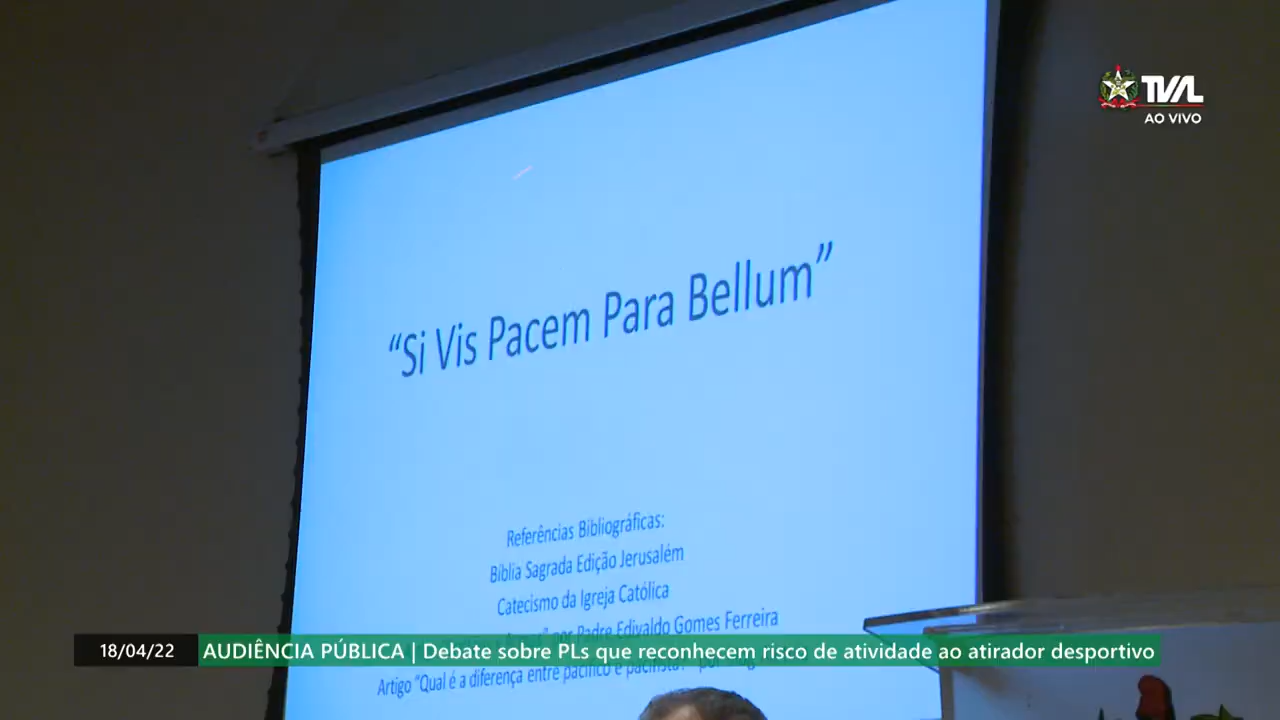 TVAL
AO VIVO
“Si Vis Pacem Para Bellum”
Referências Bibliográficas:
Bíblia Sagrada Edição Jerusalém
Catecismo da Igreja Católica
por Padre Edivaldo Gomes Ferreira
Artigo “Qual é a diferença entre pacífico e pacifista?” por
18/04/22 AUDIÊNCIA PÚBLICA | Debate sobre PLs que reconhecem risco de atividade ao atirador desportivo